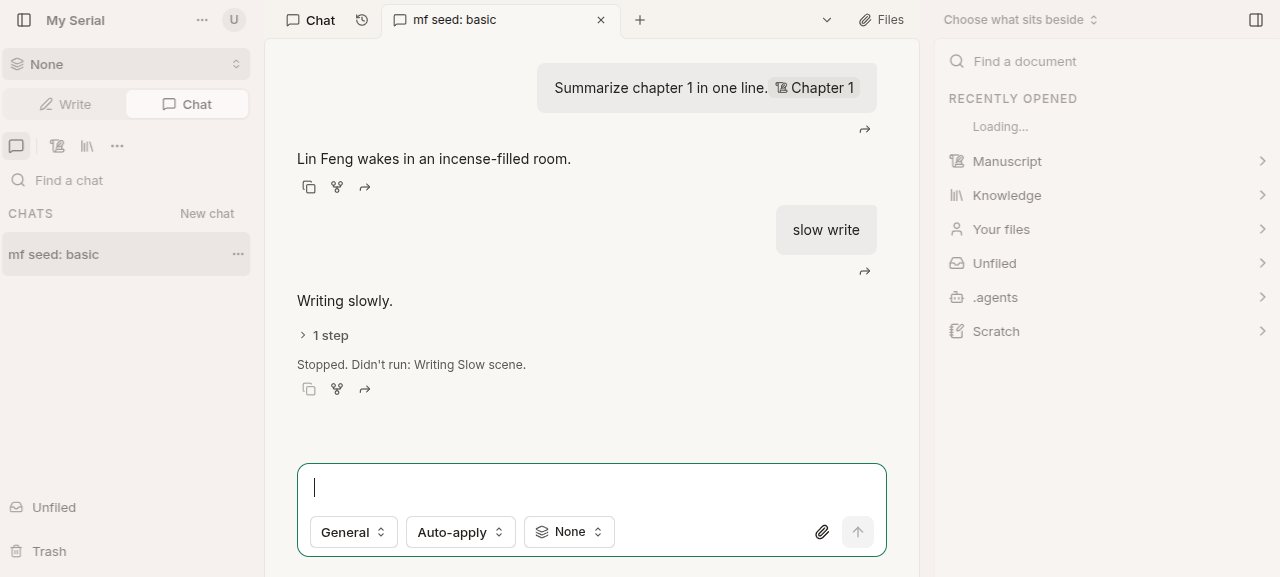 My Serial
U
None
Write
Chat
Find a chat
CHATS
New chat
mf seed: basic
Unfiled
Trash
Chat
mf seed: basic
Files
Summarize chapter 1 in one line. Chapter 1
Lin Feng wakes in an incense-filled room.
slow write
Writing slowly.
1 step
Stopped. Didn't run: Writing Slow scene.
General
Auto-apply
None
Choose what sits beside
Find a document
RECENTLY OPENED
Loading...
Manuscript
Knowledge
Your files
Unfiled
.agents
Scratch